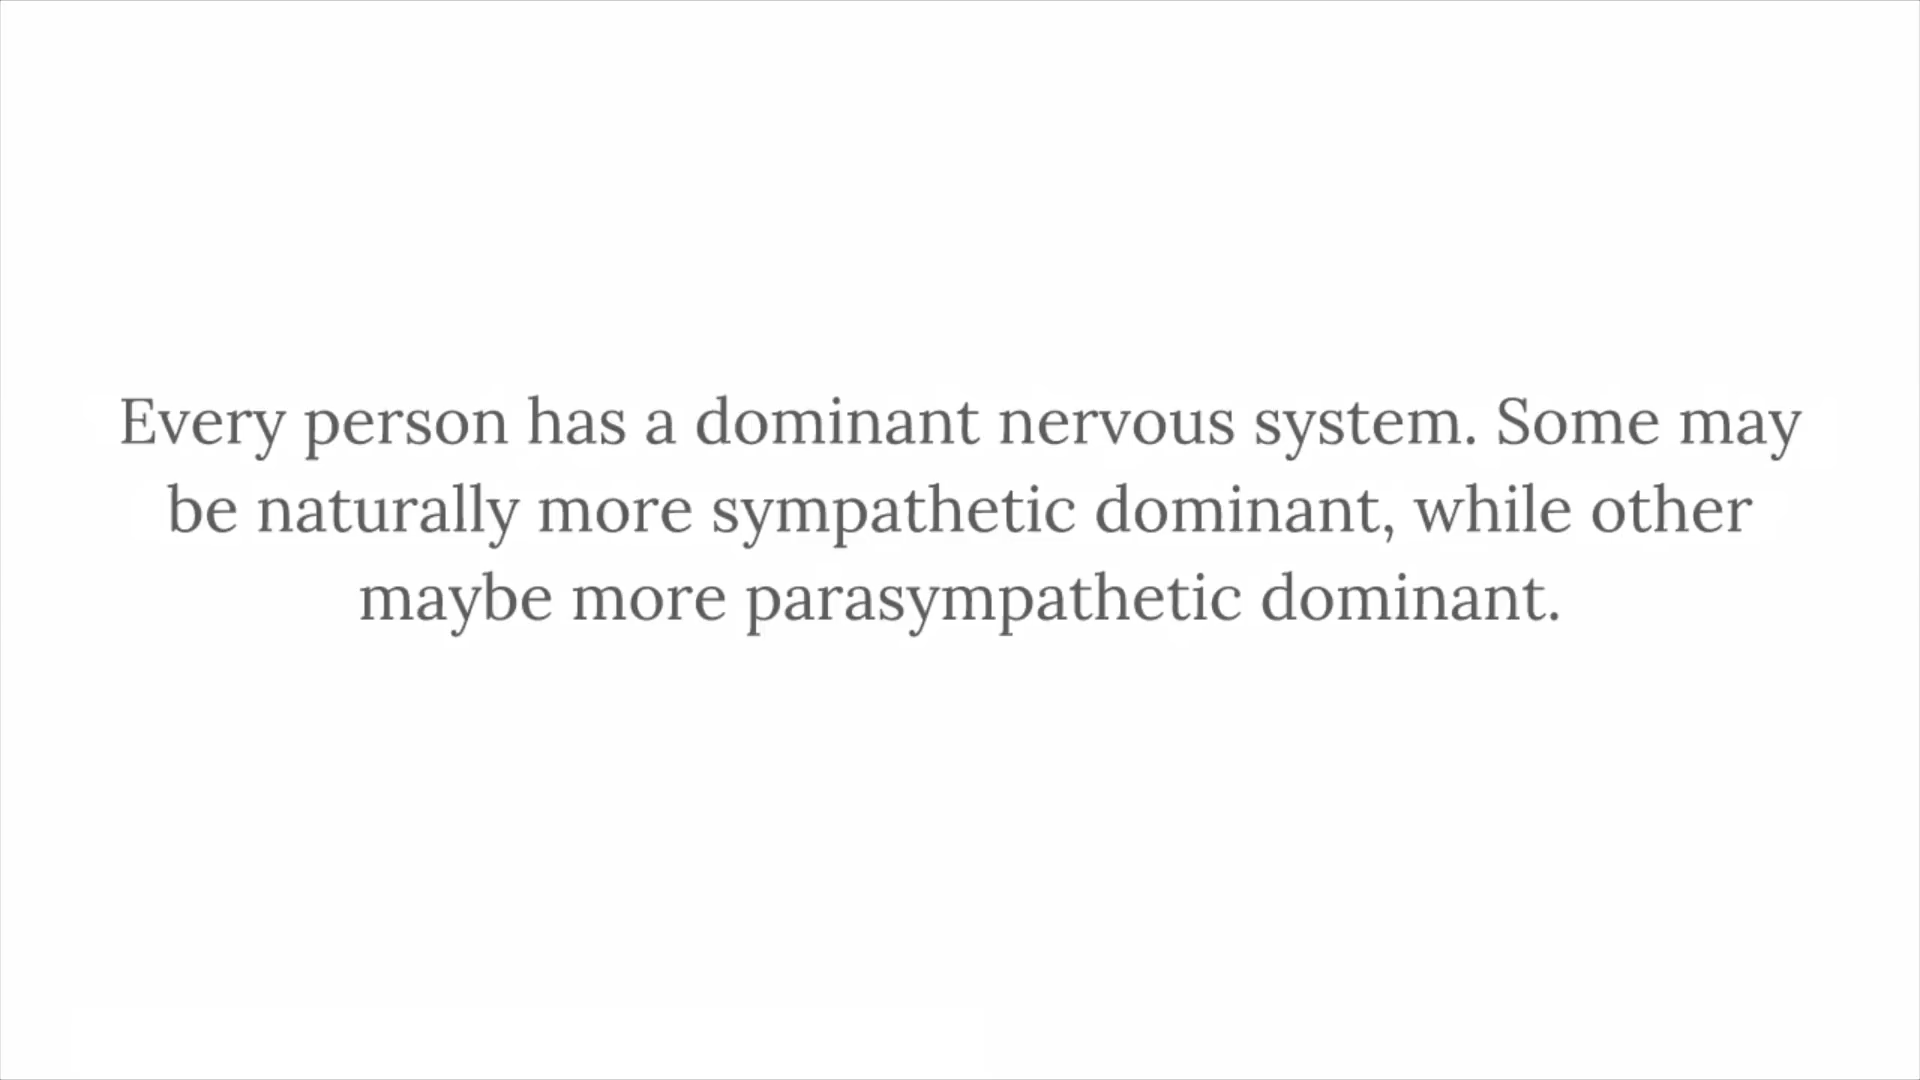 Every person has a dominant nervous system. Some may
be naturally more sympathetic dominant, while other
maybe more parasympathetic dominant.